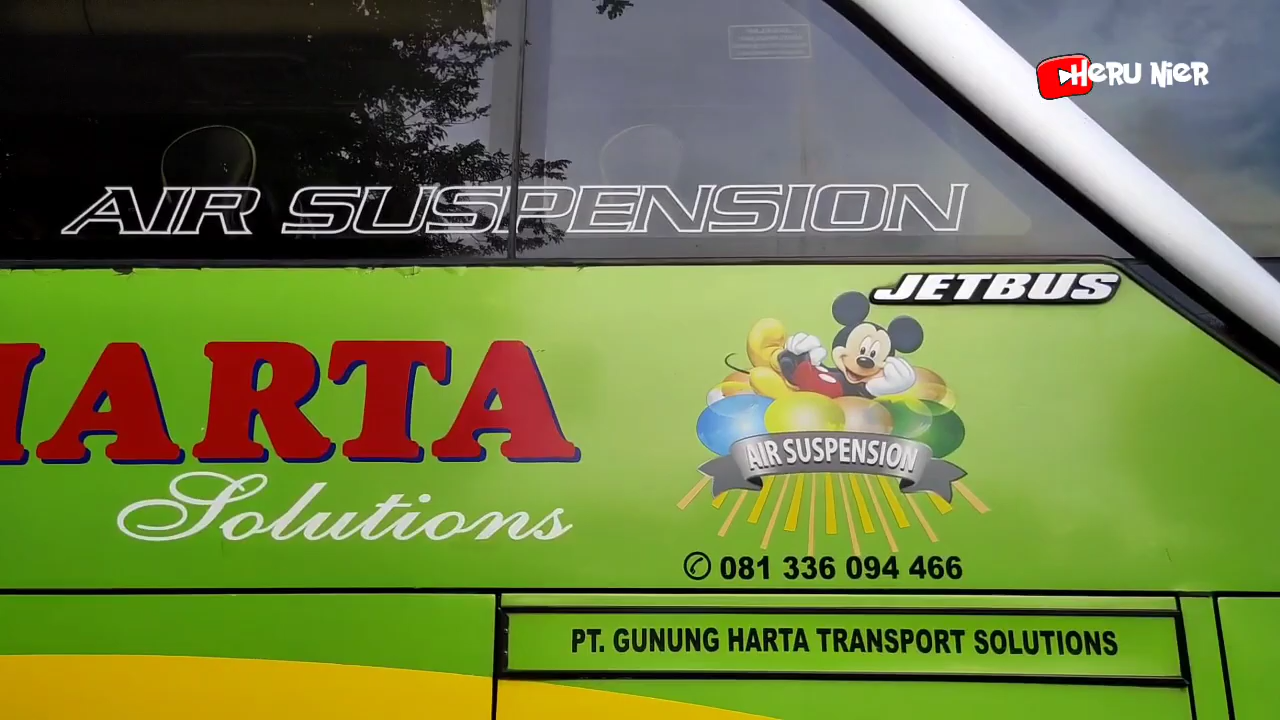 HERU NIER
AIR SUSPENSION
JETBUS
HARTA
Solutions
AIR SUSPENSION
081 336 094 466
PT. GUNUNG HARTA TRANSPORT SOLUTIONS